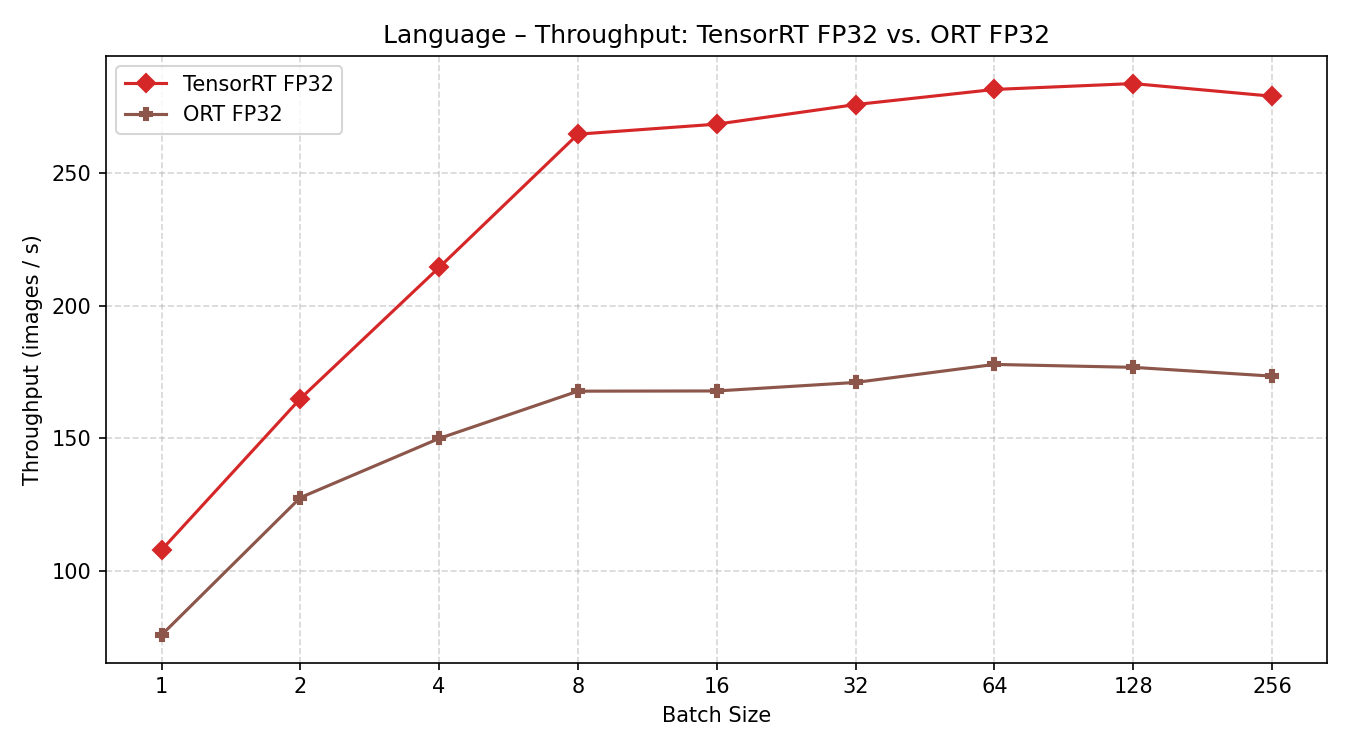 Language – Throughput: TensorRT FP32 vs. ORT FP32
TensorRT FP32
ORT FP32
Throughput (images / s)
250
200
150
100
1 2 4 8 16 32 64 128 256
Batch Size